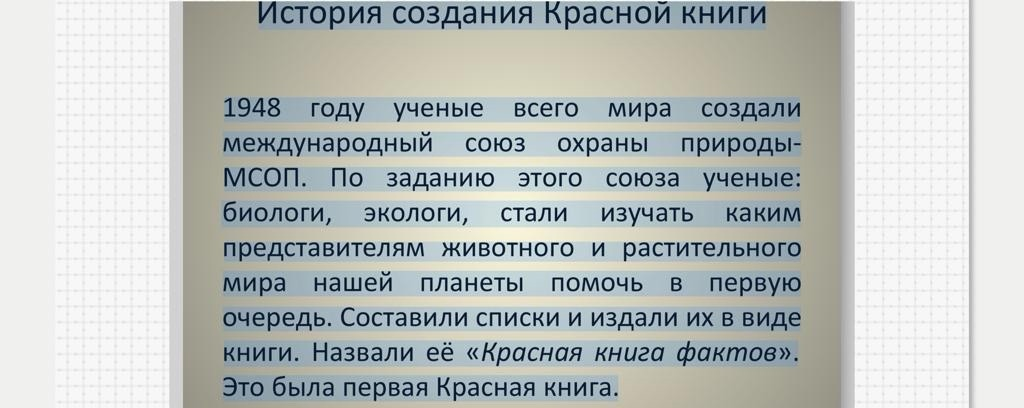 История создания Красной книги
1948 году ученые всего мира создали
международный союз охраны природы-
МСОП. По заданию этого союза ученые:
биологи, экологи, стали изучать каким
представителям животного и растительного
мира нашей планеты помочь в первую
очередь. Составили списки и издали их в виде
книги. Назвали её «Красная книга фактов».
Это была первая Красная книга.